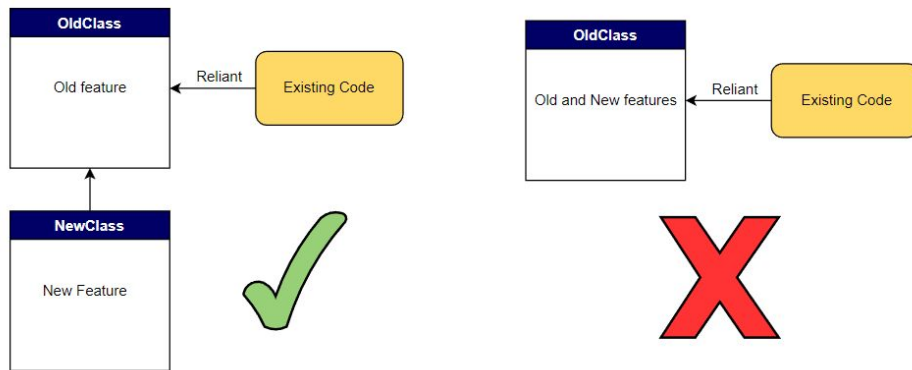 OldClass
Old feature
Reliant
Existing Code
NewClass
New Feature
OldClass
Old and New features
Reliant
Existing Code